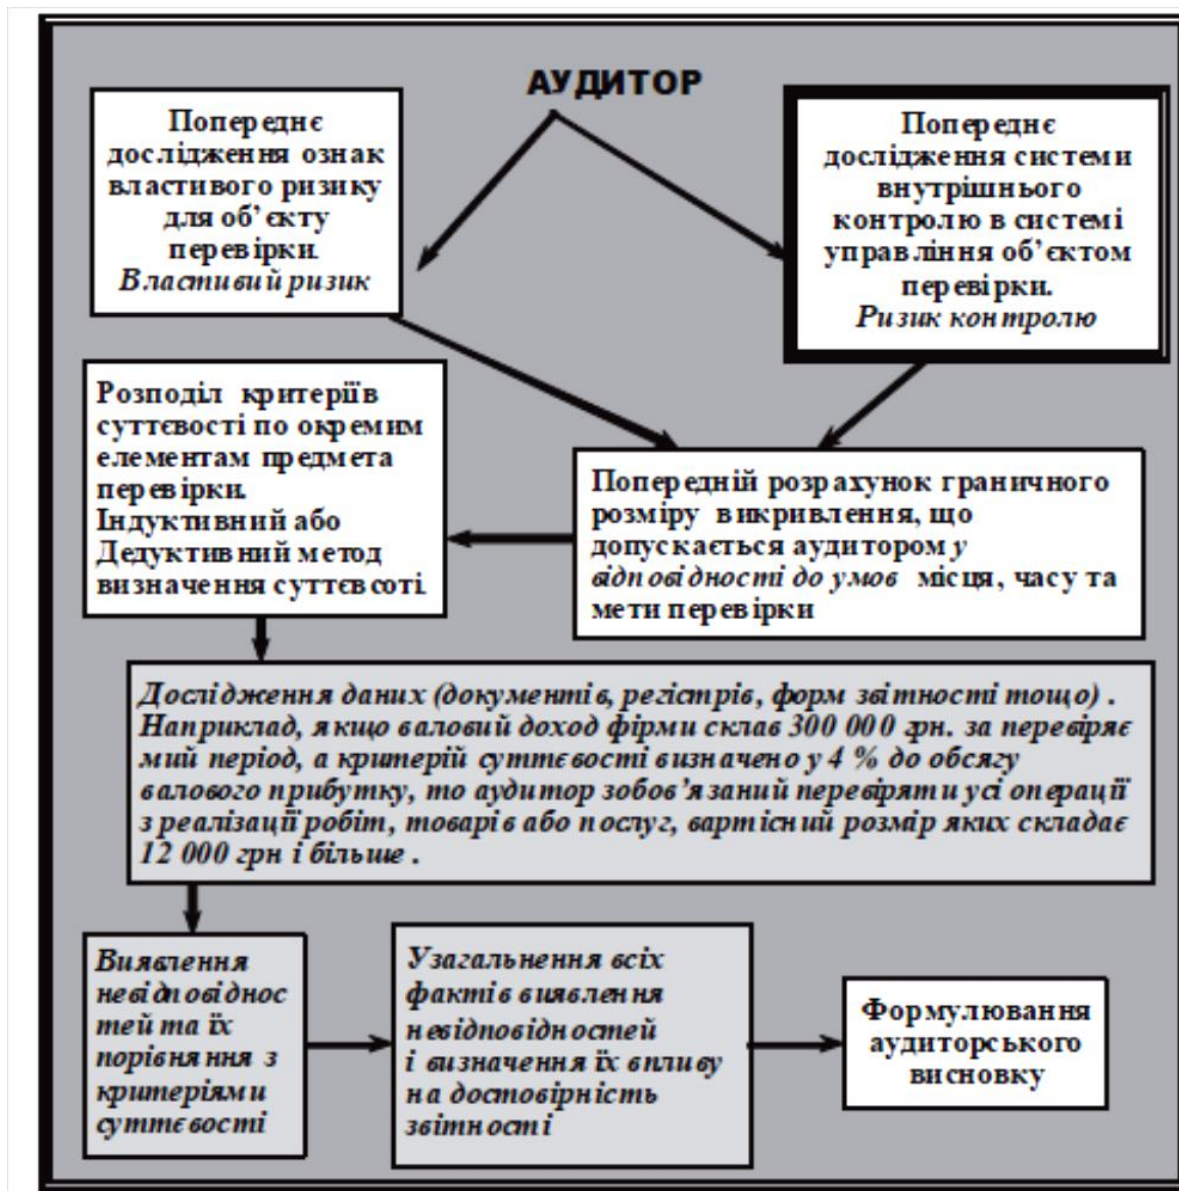 АУДИТОР
Попереднє
дослідження ознак
властивого ризику
для об’єкту
перевірки.
Властивий ризик
Попереднє
дослідження системи
внутрішнього
контролю в системі
управління об’єктом
перевірки.
Ризик контролю
Розподіл критеріїв
суттєвості по окремим
елементам предмета
перевірки.
Індуктивний або
Дедуктивний метод
визначення суттєвсоті.
Попередній розрахунок граничного
розміру викривлення, що
допускається аудитором у
відповідності до умов місця, часу та
мети перевірки
Дослідження даних (документів, регістрів, форм звітності тощо) .
Наприклад, якщо валовий доход фірми склав 300 000 грн. за перевіряє
мий період, а критерій суттєвості визначено у 4 % до обсягу
валового прибутку, то аудитор зобов’язаний перевіряти усі операції
з реалізації робіт, товарів або послуг, вартісний розмір яких складає
12 000 грн і більше .
Виявлення
невідповіднос
тей та їх
порівняння з
критеріями
суттєвості
Узагальнення всіх
фактів виявлення
невідповідностей
і визначення їх впливу
на достовірність
звітності
Формулювання
аудиторського
висновку